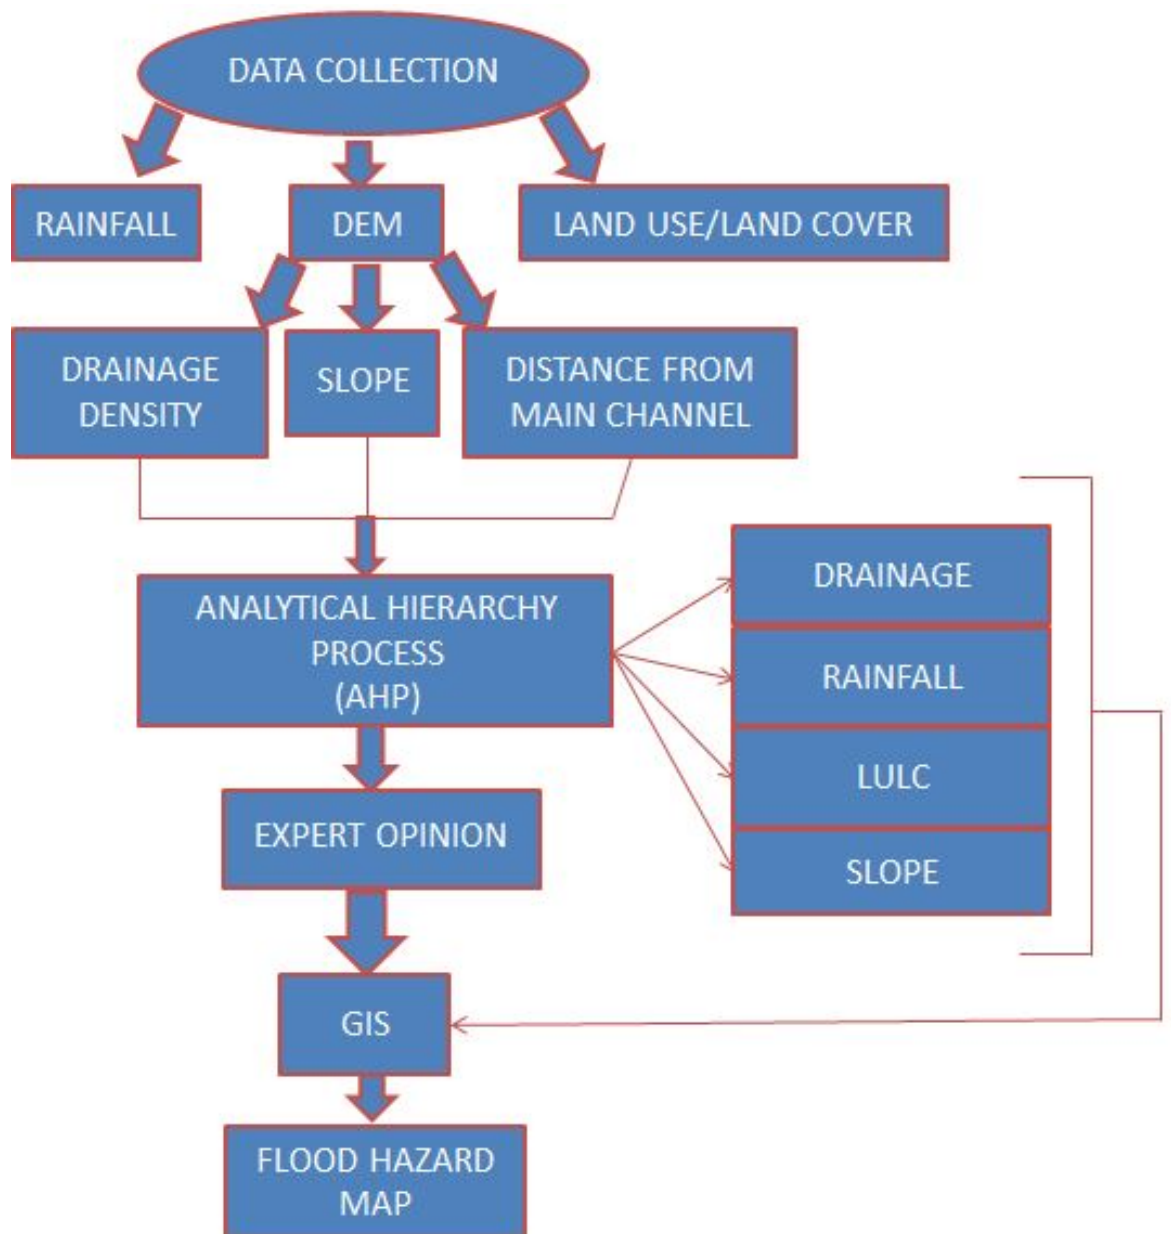 DATA COLLECTION
RAINFALL
DEM
LAND USE/LAND COVER
DRAINAGE
DENSITY
SLOPE
DISTANCE FROM
MAIN CHANNEL
ANALYTICAL HIERARCHY
PROCESS
(AHP)
DRAINAGE
RAINFALL
LULC
SLOPE
EXPERT OPINION
GIS
FLOOD HAZARD
MAP